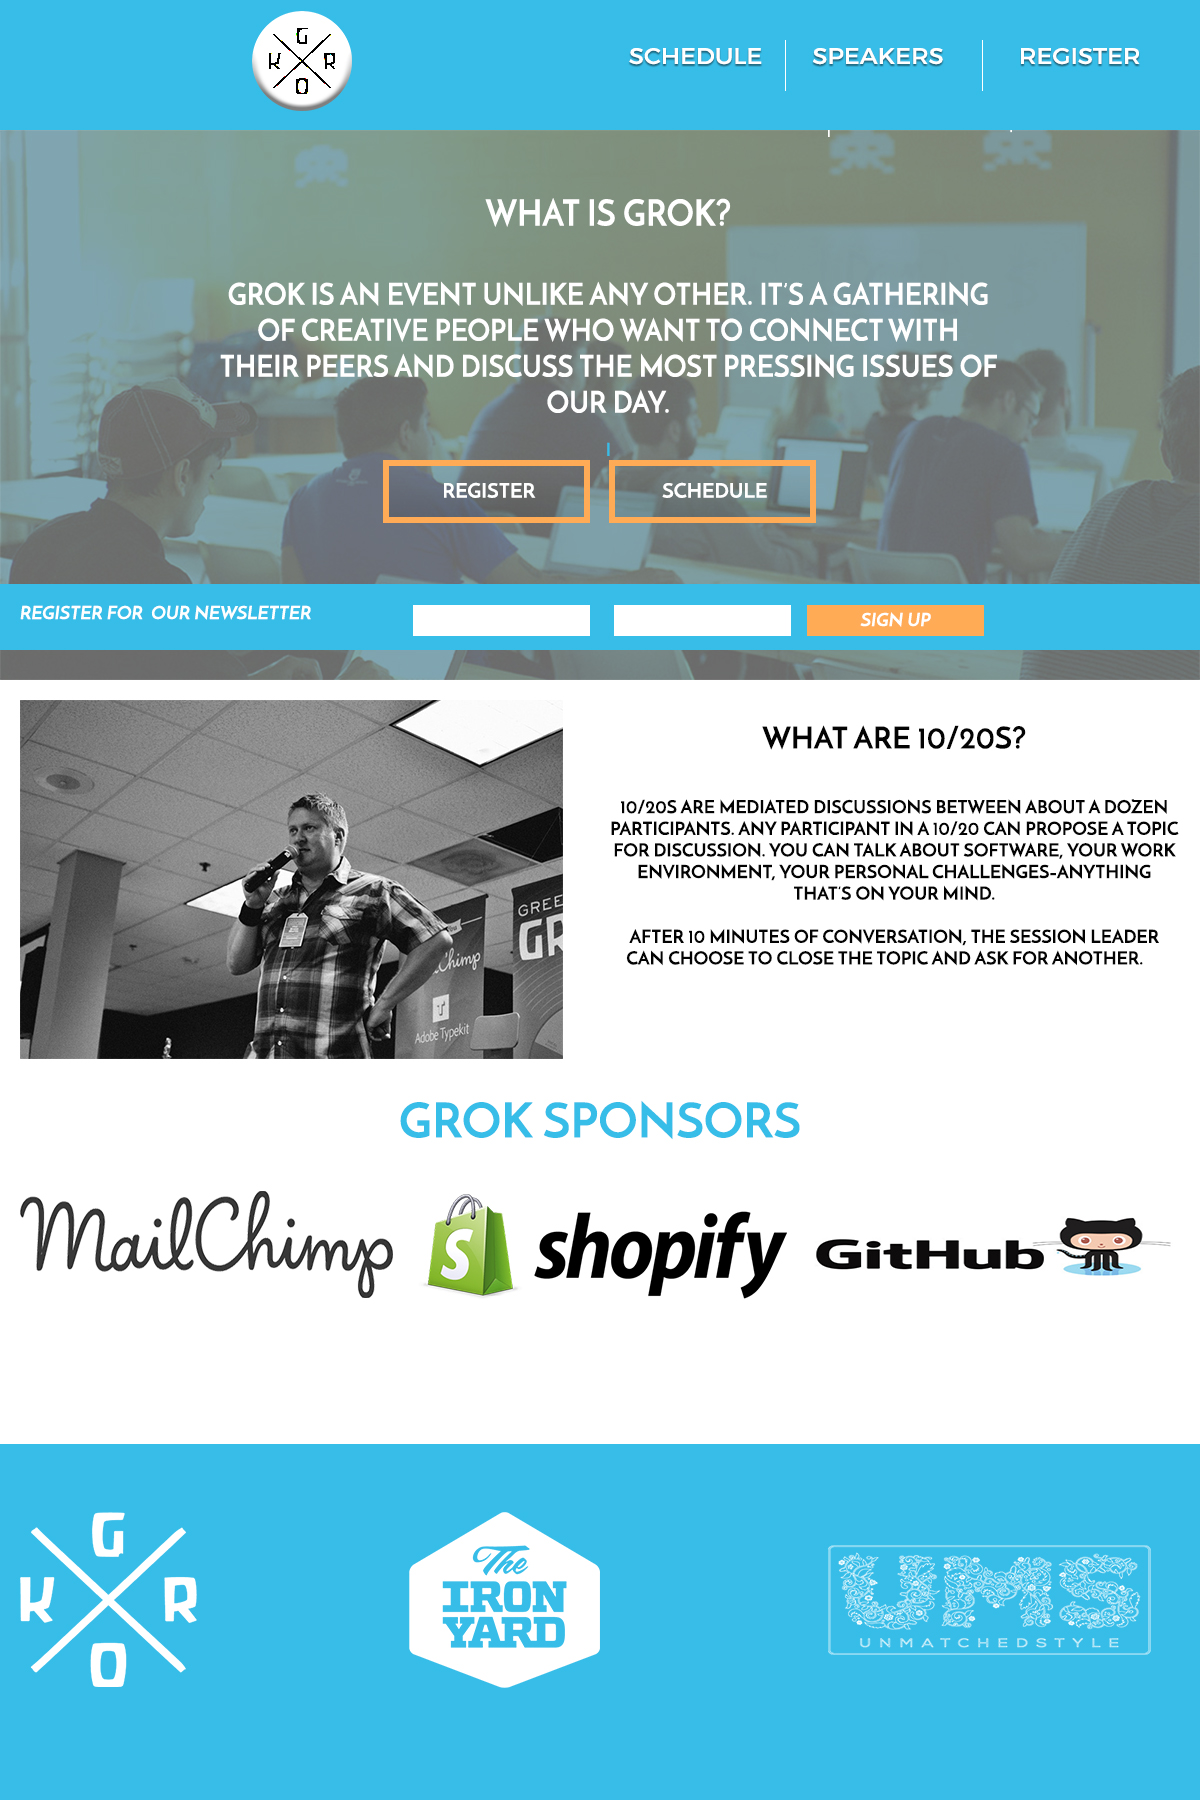 G
K R
O
SCHEDULE
SPEAKERS
REGISTER
WHAT IS GROK?
GROK IS AN EVENT UNLIKE ANY OTHER. IT'S A GATHERING
OF CREATIVE PEOPLE WHO WANT TO CONNECT WITH
THEIR PEERS AND DISCUSS THE MOST PRESSING ISSUES OF
OUR DAY.
REGISTER
SCHEDULE
REGISTER FOR OUR NEWSLETTER
SIGN UP
WHAT ARE 10/20S?
10/20S ARE MEDIATED DISCUSSIONS BETWEEN ABOUT A DOZEN
PARTICIPANTS. ANY PARTICIPANT IN A 10/20 CAN PROPOSE A TOPIC
FOR DISCUSSION. YOU CAN TALK ABOUT SOFTWARE, YOUR WORK
ENVIRONMENT, YOUR PERSONAL CHALLENGES-ANYTHING
THAT'S ON YOUR MIND.
AFTER 10 MINUTES OF CONVERSATION, THE SESSION LEADER
CAN CHOOSE TO CLOSE THE TOPIC AND ASK FOR ANOTHER.
GREE
GR
Chimp
Adobe Typekit
GROK SPONSORS
MailChimp
S
shopify
GitHub
G
K R
O
The
IRON
YARD
UMS
UNMATCHEDSTYLE